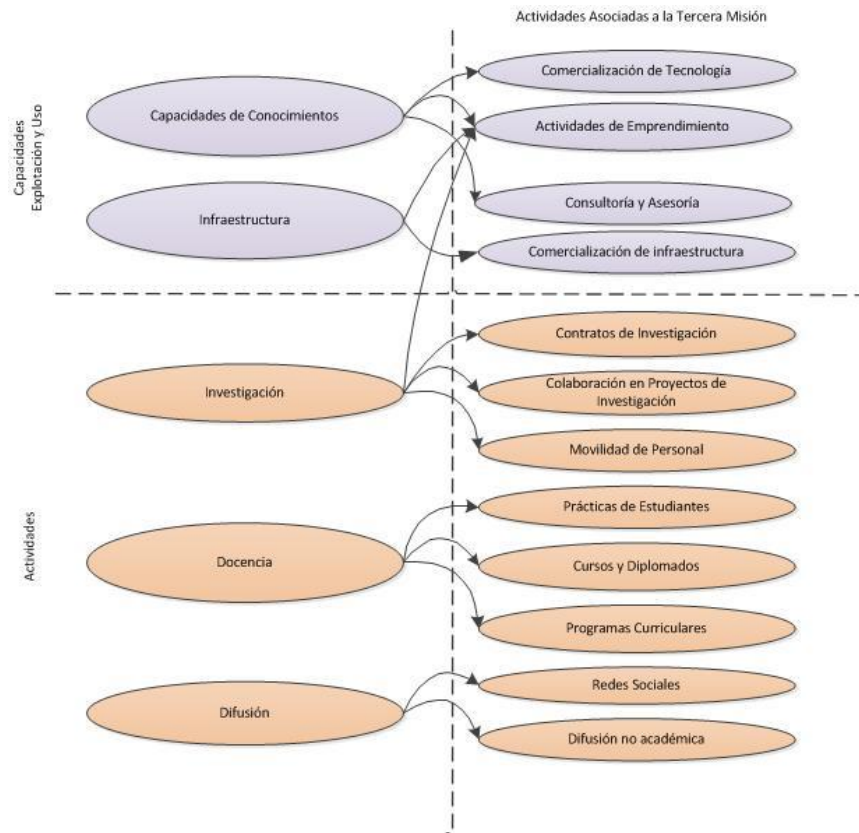 Actividades Asociadas a la Tercera Misión
Capacidades
Explotación y Uso
Capacidades de Conocimientos
Infraestructura
Comercialización de Tecnología
Actividades de Emprendimiento
Consultoría y Asesoría
Comercialización de infraestructura
Actividades
Investigación
Docencia
Difusión
Contratos de Investigación
Colaboración en Proyectos de
Investigación
Movilidad de Personal
Prácticas de Estudiantes
Cursos y Diplomados
Programas Curriculares
Redes Sociales
Difusión no académica